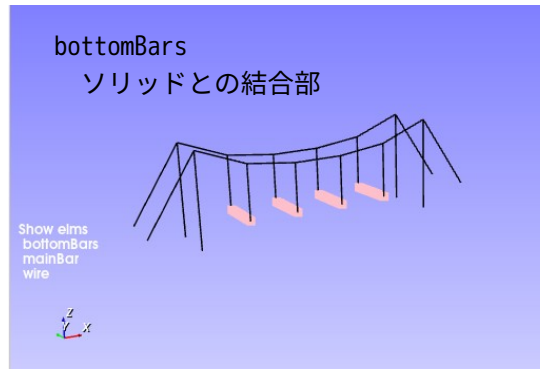 bottomBars
ソリッドとの結合部
Show elms
bottomBars
mainBar
wire
Z
Y X